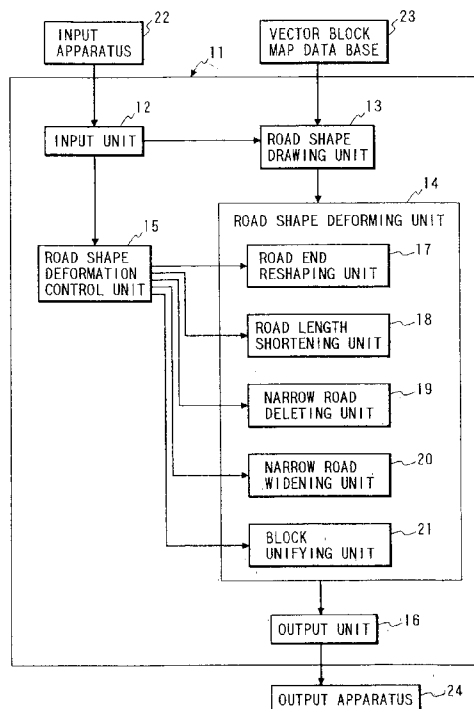 22
INPUT
APPARATUS
23
VECTOR BLOCK
MAP DATA BASE
11
12
INPUT UNIT
13
ROAD SHAPE
DRAWING UNIT
14
ROAD SHAPE DEFORMING UNIT
15
ROAD SHAPE
DEFORMATION
CONTROL UNIT
17
ROAD END
RESHAPING UNIT
18
ROAD LENGTH
SHORTENING UNIT
19
NARROW ROAD
DELETING UNIT
20
NARROW ROAD
WIDENING UNIT
21
BLOCK
UNIFYING UNIT
16
OUTPUT UNIT
24
OUTPUT APPARATUS